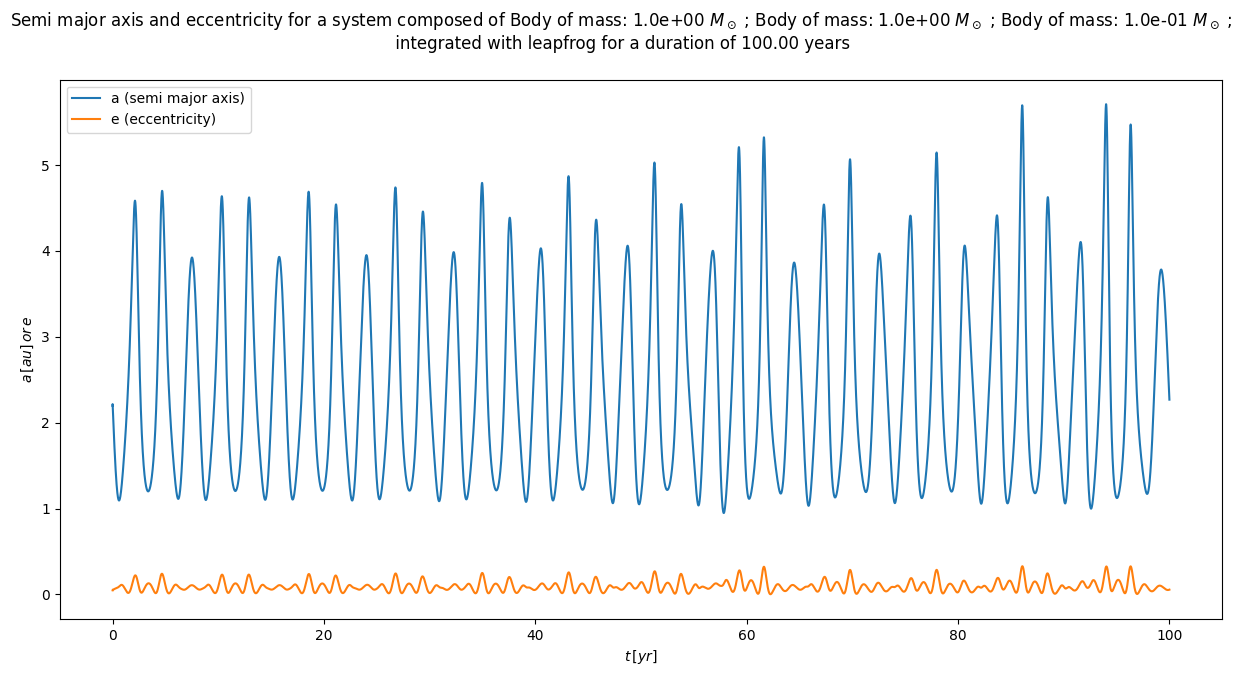 Semi major axis and eccentricity for a system composed of Body of mass: 1.0e+00 M_⊙ ; Body of mass: 1.0e+00 M_⊙ ; Body of mass: 1.0e-01 M_⊙ ;
integrated with leapfrog for a duration of 100.00 years
a (semi major axis)
e (eccentricity)
5
4
3
2
1
0
a [au] or e
0 20 40 60 80 100
t [yr]